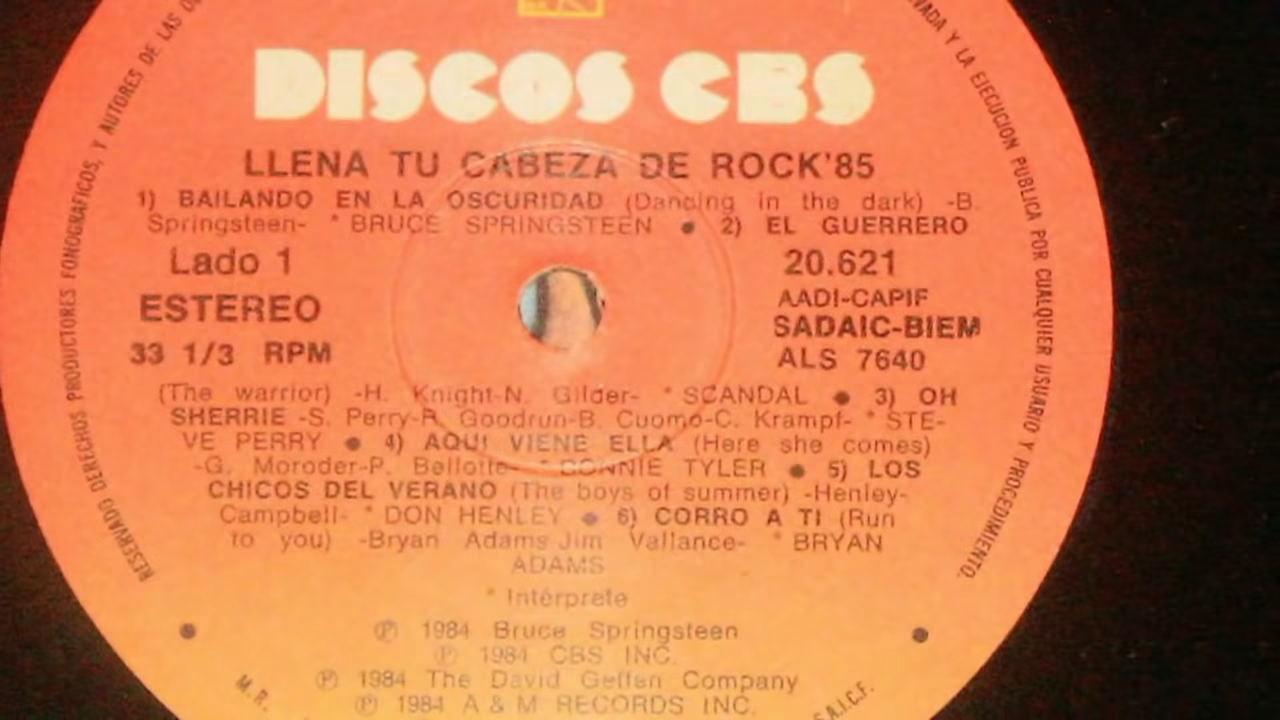 DISCOS CBS
LLENA TU CABEZA DE ROCK'85
1) BAILANDO EN LA OSCURIDAD (Dancing in the dark) -B.
Springsteen- * BRUCE SPRINGSTEEN ● 2) EL GUERRERO
Lado 1
20.621
ESTEREO
AADI-CAPIF
SADAIC-BIEM
33 1/3 RPM
ALS 7640
(The warrior) -H. Knight-N. Gilder- * SCANDAL ● 3) OH
SHERRIE -S. Perry-R. Goodrun-B. Cuomo-C. Krampf- * STE-
VE PERRY ● 4) AQUI VIENE ELLA (Here she comes)
-G. Moroder-P. Bellotte- * CONNIE TYLER ● 5) LOS
CHICOS DEL VERANO (The boys of summer) -Henley-
Campbell- * DON HENLEY ● 6) CORRO A TI (Run
to you) -Bryan Adams-Jim Vallance- * BRYAN
ADAMS
* Intérprete
Ⓟ 1984 Bruce Springsteen
Ⓟ 1984 CBS INC.
Ⓟ 1984 The David Geffen Company
Ⓟ 1984 A & M RECORDS INC.
RESERVADO DERECHOS PRODUCTORES FONOGRAFICOS, Y AUTORES DE LAS
Y LA EJECUCION PUBLICA POR CUALQUIER USUARIO Y PROCEDIMIENTO.
M.R.
S.A.I.C.F.